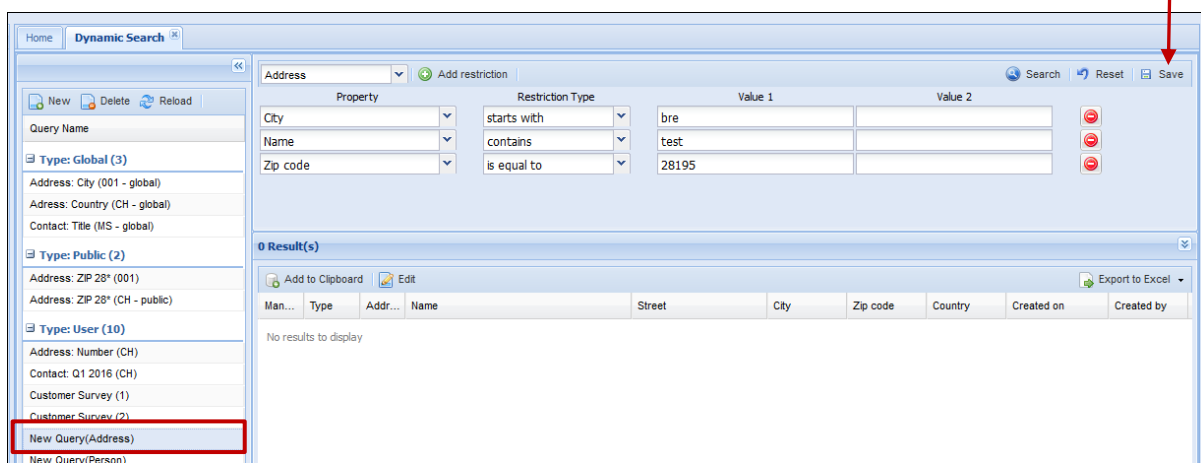 Home Dynamic Search
Address Add restriction Search Reset Save
New Delete Reload
Property Restriction Type Value 1 Value 2
City starts with bre
Query Name
Name contains test
Type: Global (3)
Zip code is equal to 28195
Address: City (001 - global)
Adress: Country (CH - global)
Contact: Title (MS - global)
0 Result(s)
Type: Public (2)
Address: ZIP 28* (001)
Add to Clipboard Edit Export to Excel
Address: ZIP 28* (CH - public)
Man... Type Addr... Name Street City Zip code Country Created on Created by
Type: User (10)
No results to display
Address: Number (CH)
Contact: Q1 2016 (CH)
Customer Survey (1)
Customer Survey (2)
New Query(Address)
New Query(Person)